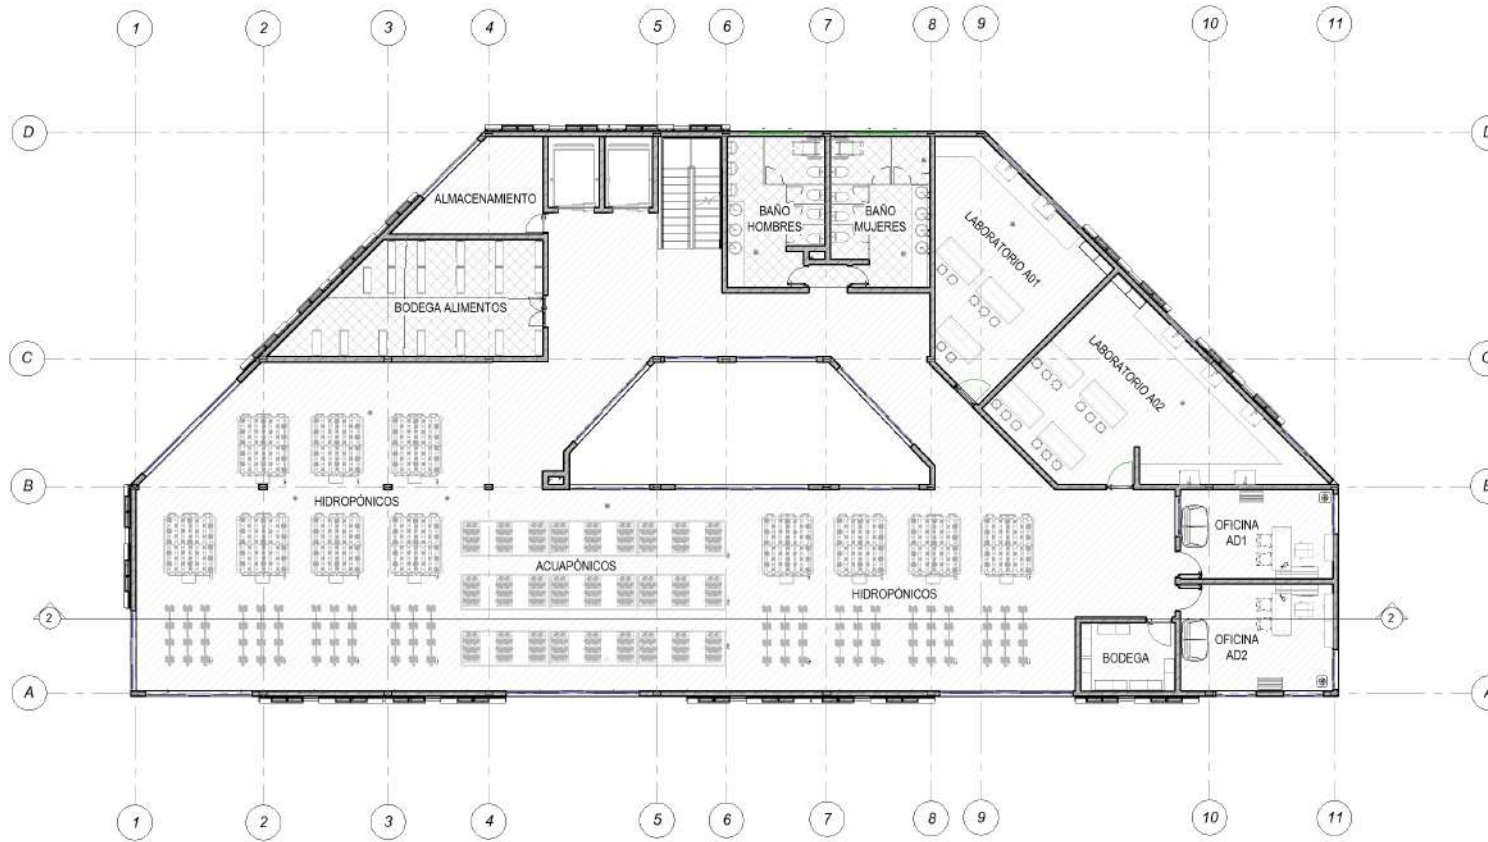 1 2 3 4 5 6 7 8 9 10 11
D
ALMACENAMIENTO
BAÑO
HOMBRES
BAÑO
MUJERES
LABORATORIO A01
BODEGA ALIMENTOS
C
LABORATORIO A02
B
HIDROPÓNICOS
OFICINA
AD1
ACUAPÓNICOS
HIDROPÓNICOS
2
2
OFICINA
AD2
BODEGA
A
1 2 3 4 5 6 7 8 9 10 11